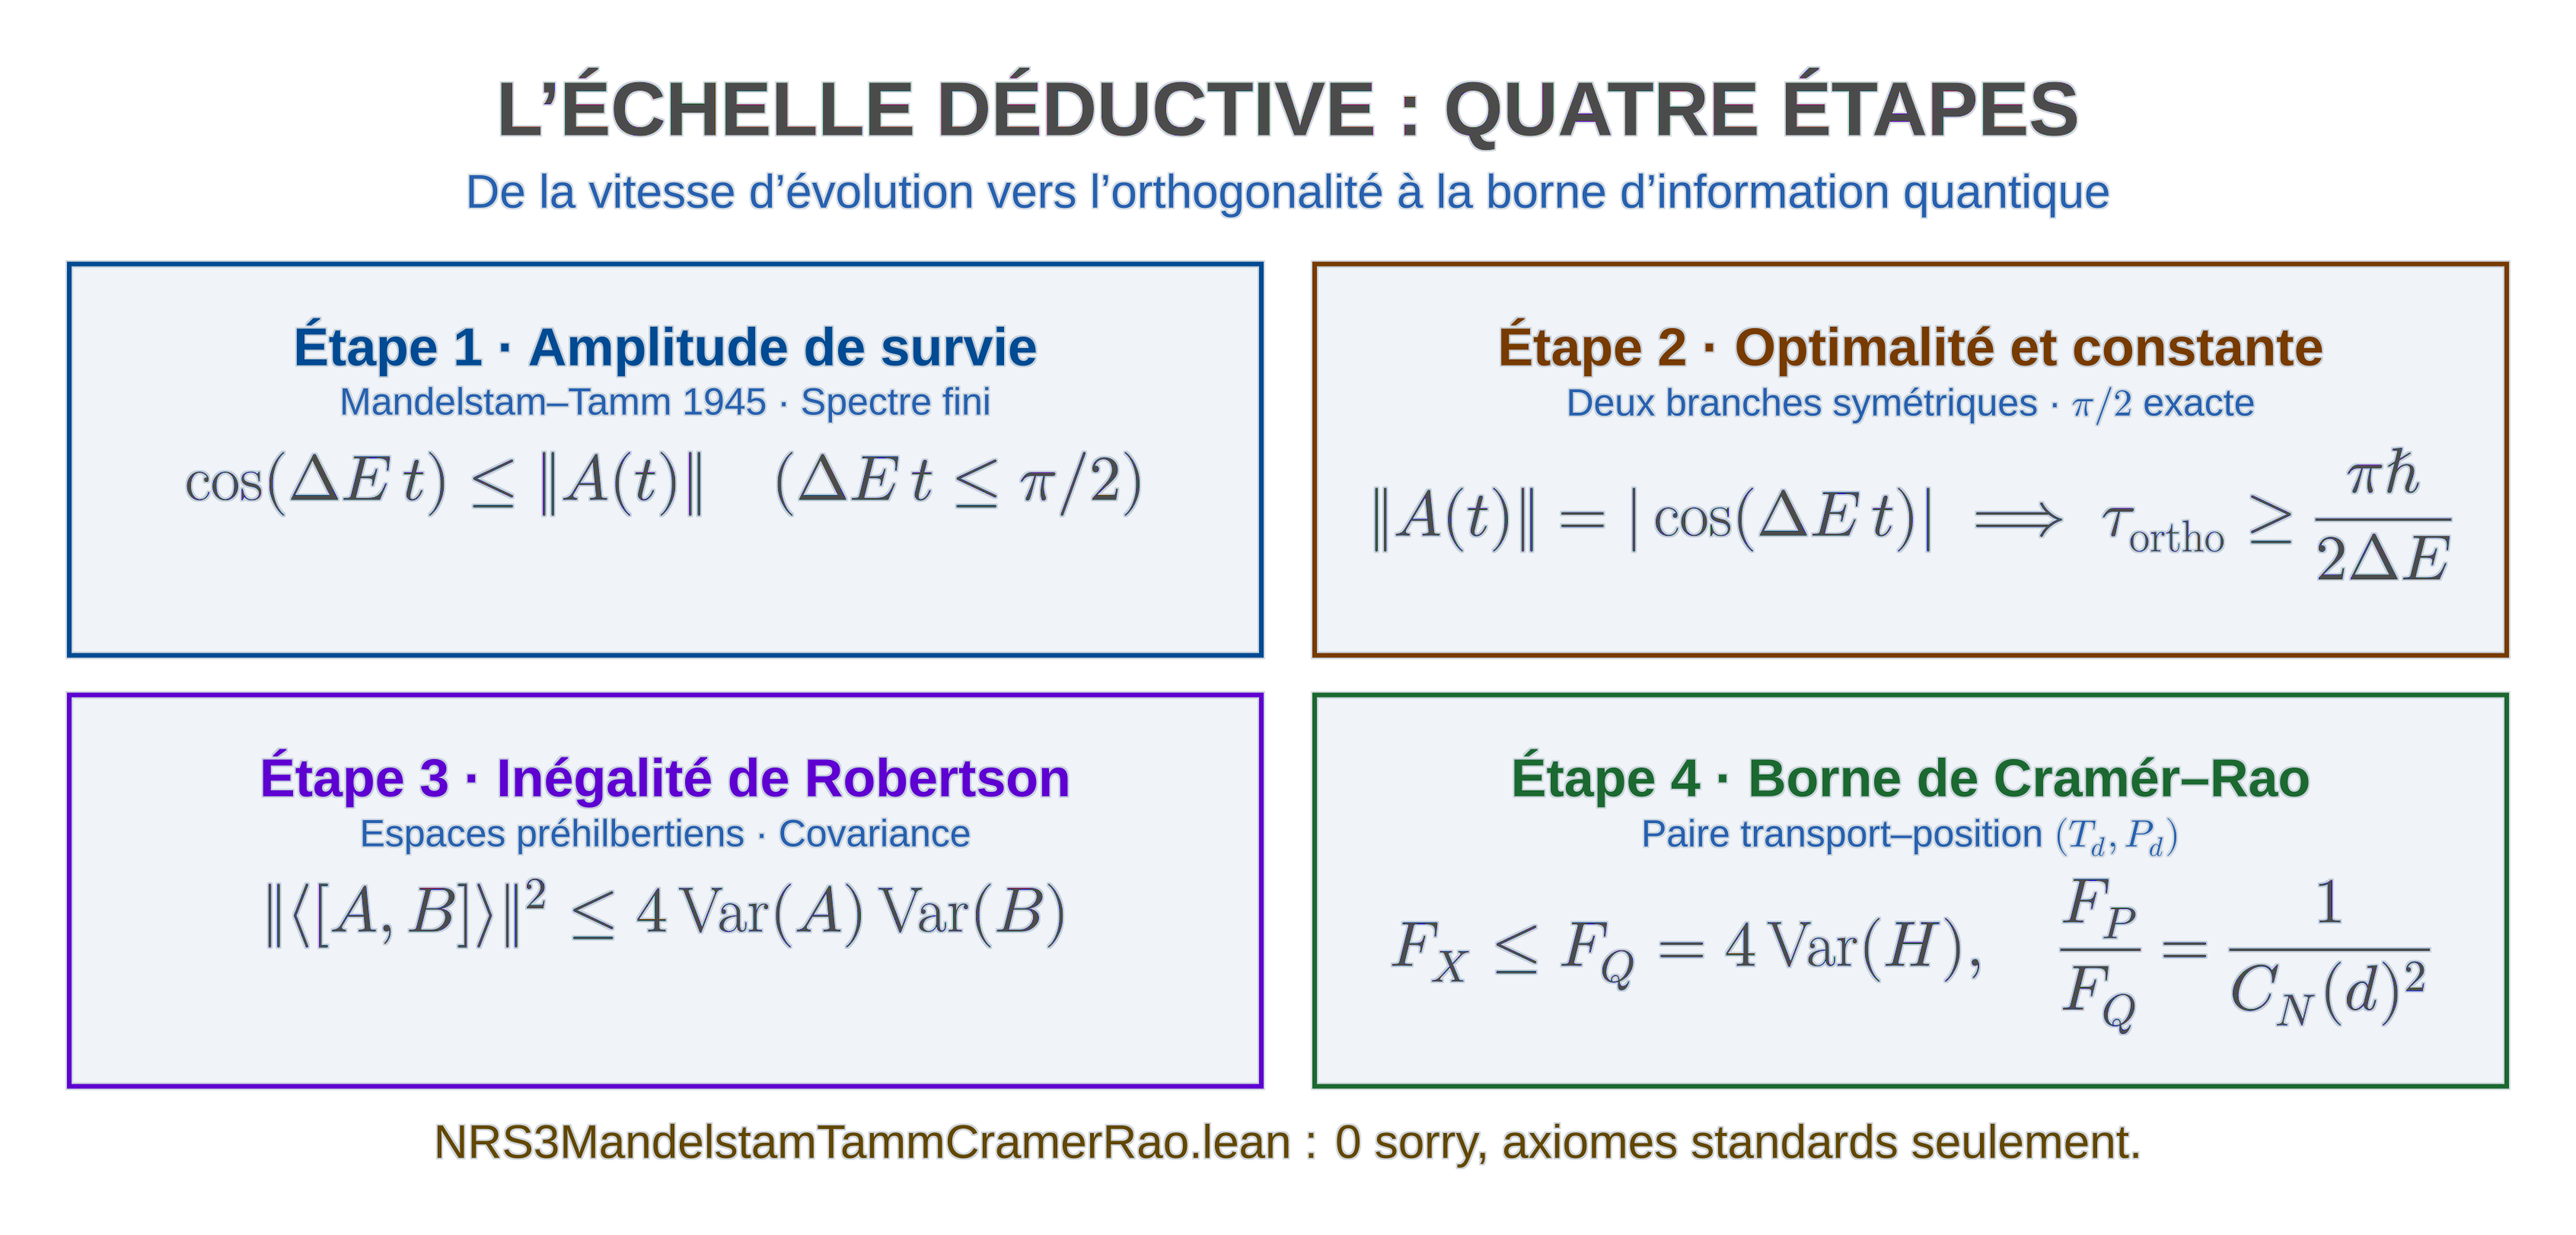 L’ÉCHELLE DÉDUCTIVE : QUATRE ÉTAPES
De la vitesse d’évolution vers l’orthogonalité à la borne d’information quantique
Étape 1 · Amplitude de survie
Mandelstam–Tamm 1945 · Spectre fini
cos(ΔE t) ≤ ‖A(t)‖ (ΔE t ≤ π/2)
Étape 2 · Optimalité et constante
Deux branches symétriques · π/2 exacte
‖A(t)‖ = | cos(ΔE t)| ⟹ τ_ortho ≥ πℏ / 2ΔE
Étape 3 · Inégalité de Robertson
Espaces préhilbertiens · Covariance
‖⟨[A, B]⟩‖² ≤ 4 Var(A) Var(B)
Étape 4 · Borne de Cramér–Rao
Paire transport–position (T_d, P_d)
F_X ≤ F_Q = 4 Var(H), F_P / F_Q = 1 / C_N(d)²
NRS3MandelstamTammCramerRao.lean : 0 sorry, axiomes standards seulement.